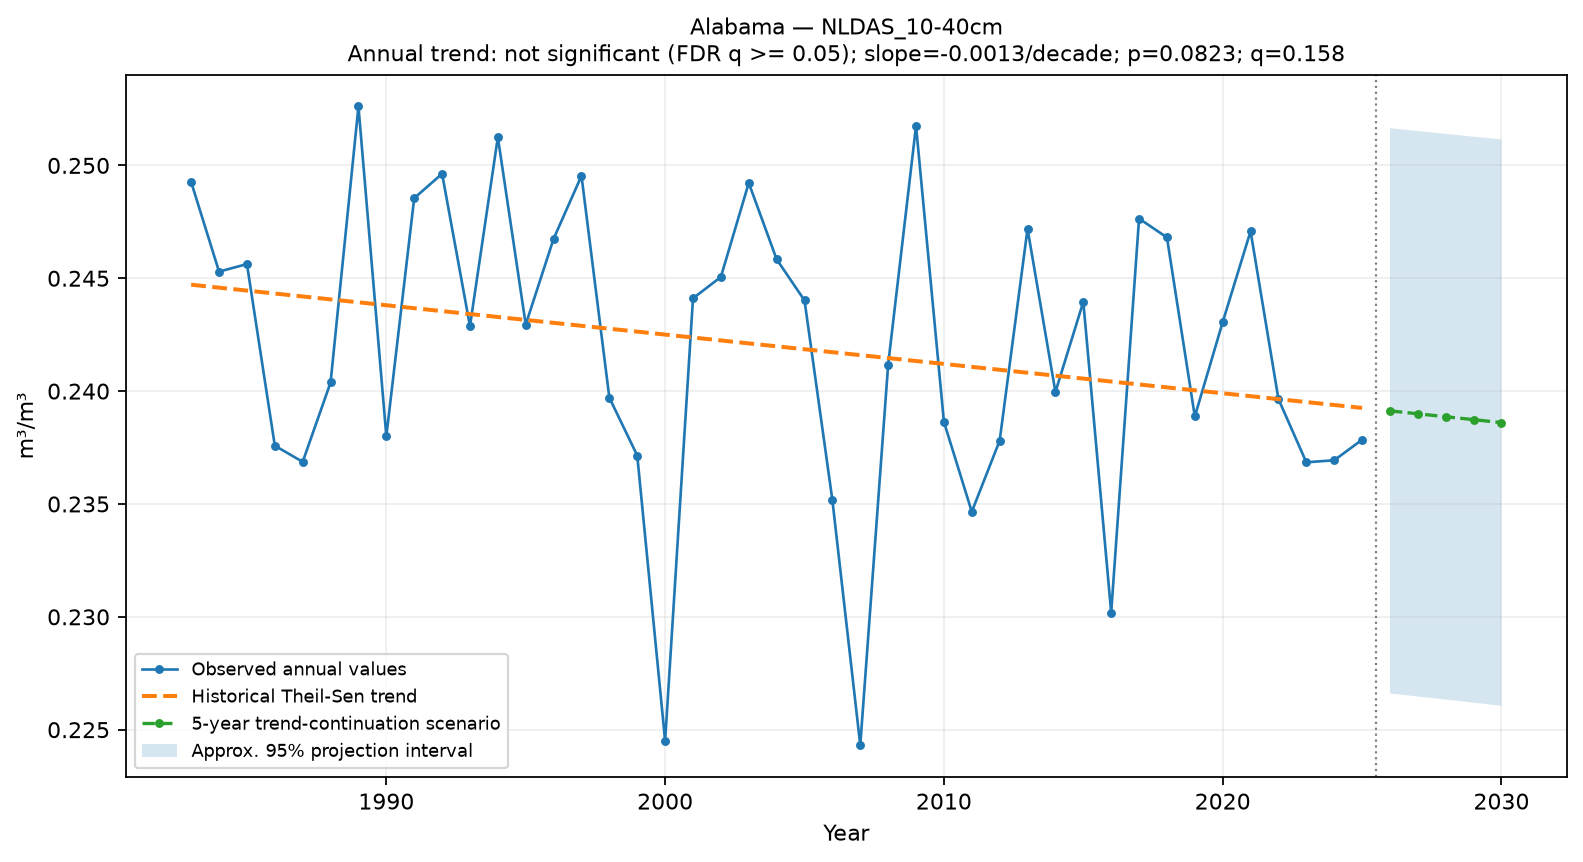 Alabama — NLDAS_10-40cm
Annual trend: not significant (FDR q >= 0.05); slope=-0.0013/decade; p=0.0823; q=0.158
m³/m³
0.250
0.245
0.240
0.235
0.230
0.225
Observed annual values
Historical Theil-Sen trend
5-year trend-continuation scenario
Approx. 95% projection interval
1990
2000
2010
2020
2030
Year